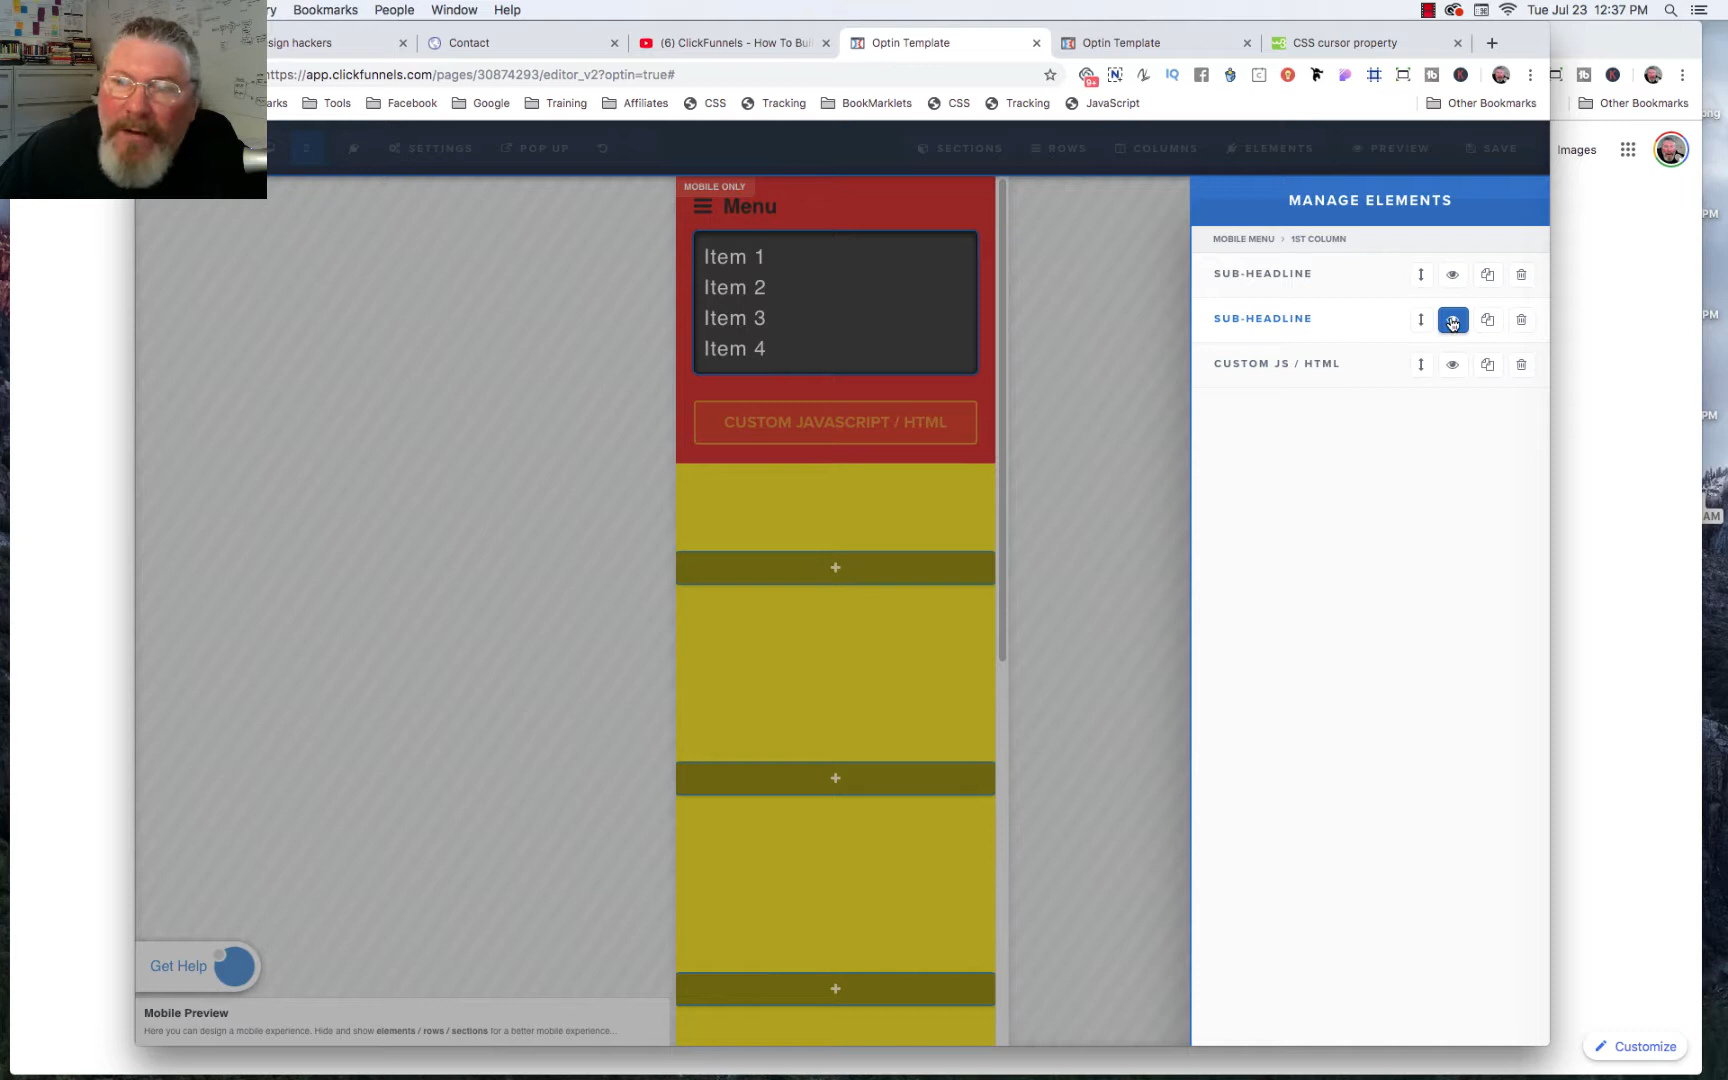 ry Bookmarks People Window Help
Tue Jul 23 12:37 PM
sign hackers
Contact
(6) ClickFunnels - How To Bui
Optin Template
Optin Template
CSS cursor property
https://app.clickfunnels.com/pages/30874293/editor_v2?optin=true#
rks Tools Facebook Google Training Affiliates CSS Tracking BookMarklets CSS Tracking JavaScript Other Bookmarks Other Bookmarks
SETTINGS POP UP SECTIONS ROWS COLUMNS ELEMENTS PREVIEW SAVE
Images
MOBILE ONLY
Menu
Item 1
Item 2
Item 3
Item 4
CUSTOM JAVASCRIPT / HTML
MANAGE ELEMENTS
MOBILE MENU > 1ST COLUMN
SUB-HEADLINE
SUB-HEADLINE
CUSTOM JS / HTML
PM
PM
PM
AM
Get Help
Mobile Preview
Here you can design a mobile experience. Hide and show elements / rows / sections for a better mobile experience...
Customize